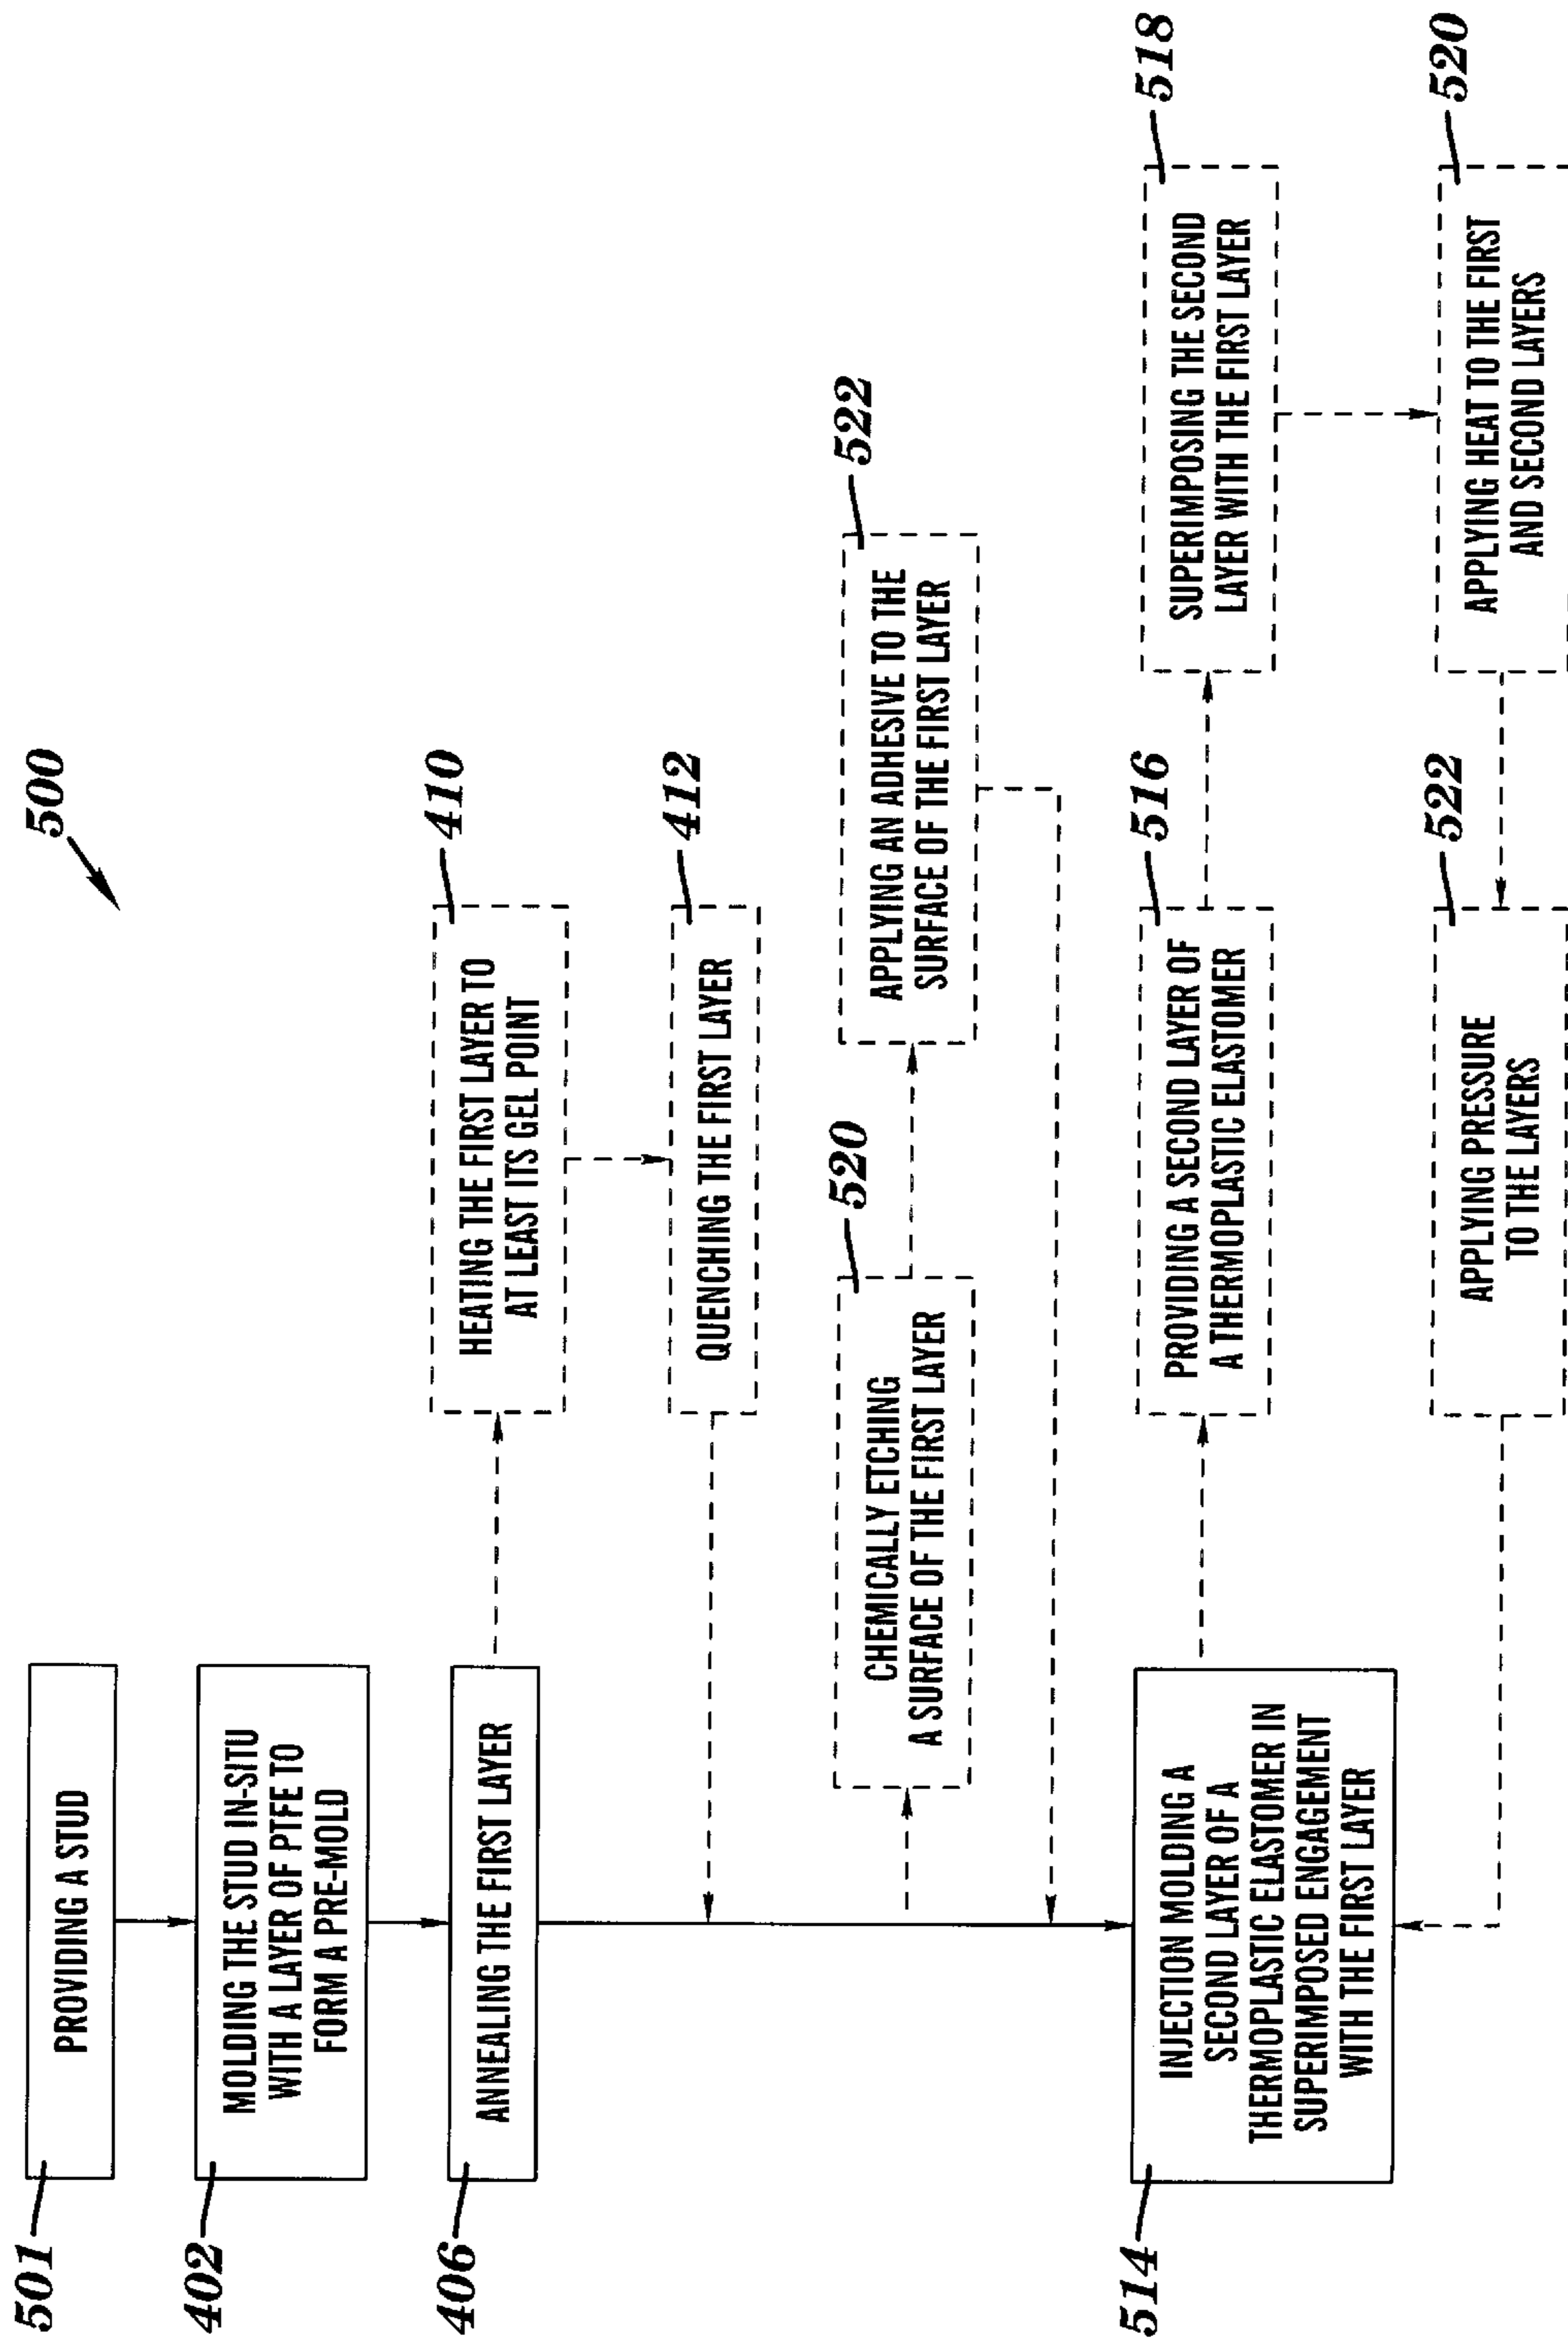 500
501
PROVIDING A STUD
402
MOLDING THE STUD IN-SITU
WITH A LAYER OF PTFE TO
FORM A PRE-MOLD
406
ANNEALING THE FIRST LAYER
410
HEATING THE FIRST LAYER TO
AT LEAST ITS GEL POINT
412
QUENCHING THE FIRST LAYER
520
CHEMICALLY ETCHING
A SURFACE OF THE FIRST LAYER
522
APPLYING AN ADHESIVE TO THE
SURFACE OF THE FIRST LAYER
514
INJECTION MOLDING A
SECOND LAYER OF A
THERMOPLASTIC ELASTOMER IN
SUPERIMPOSED ENGAGEMENT
WITH THE FIRST LAYER
516
PROVIDING A SECOND LAYER OF
A THERMOPLASTIC ELASTOMER
518
SUPERIMPOSING THE SECOND
LAYER WITH THE FIRST LAYER
522
APPLYING PRESSURE
TO THE LAYERS
520
APPLYING HEAT TO THE FIRST
AND SECOND LAYERS